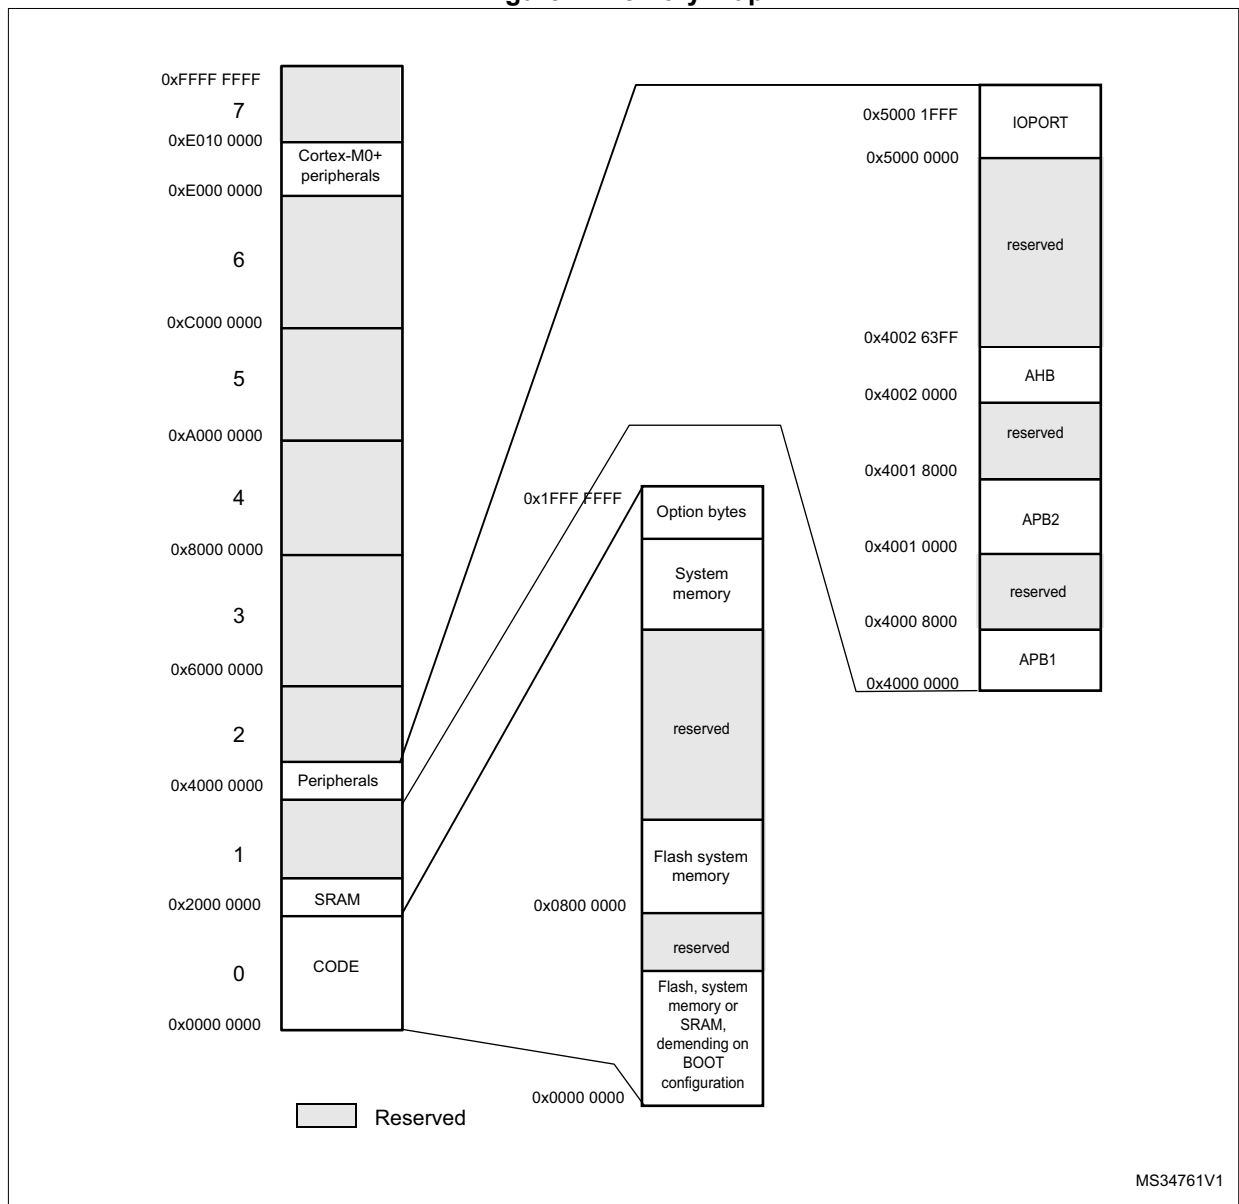 0xFFFF FFFF
7
0xE010 0000
Cortex-M0+
peripherals
0xE000 0000
6
0xC000 0000
5
0xA000 0000
4
0x8000 0000
3
0x6000 0000
2
Peripherals
0x4000 0000
1
SRAM
0x2000 0000
CODE
0
0x0000 0000
0x1FFF FFFF
Option bytes
System
memory
reserved
Flash system
memory
0x0800 0000
reserved
Flash, system
memory or
SRAM,
demending on
BOOT
configuration
0x0000 0000
0x5000 1FFF
IOPORT
0x5000 0000
reserved
0x4002 63FF
AHB
0x4002 0000
reserved
0x4001 8000
APB2
0x4001 0000
reserved
0x4000 8000
APB1
0x4000 0000
Reserved
MS34761V1